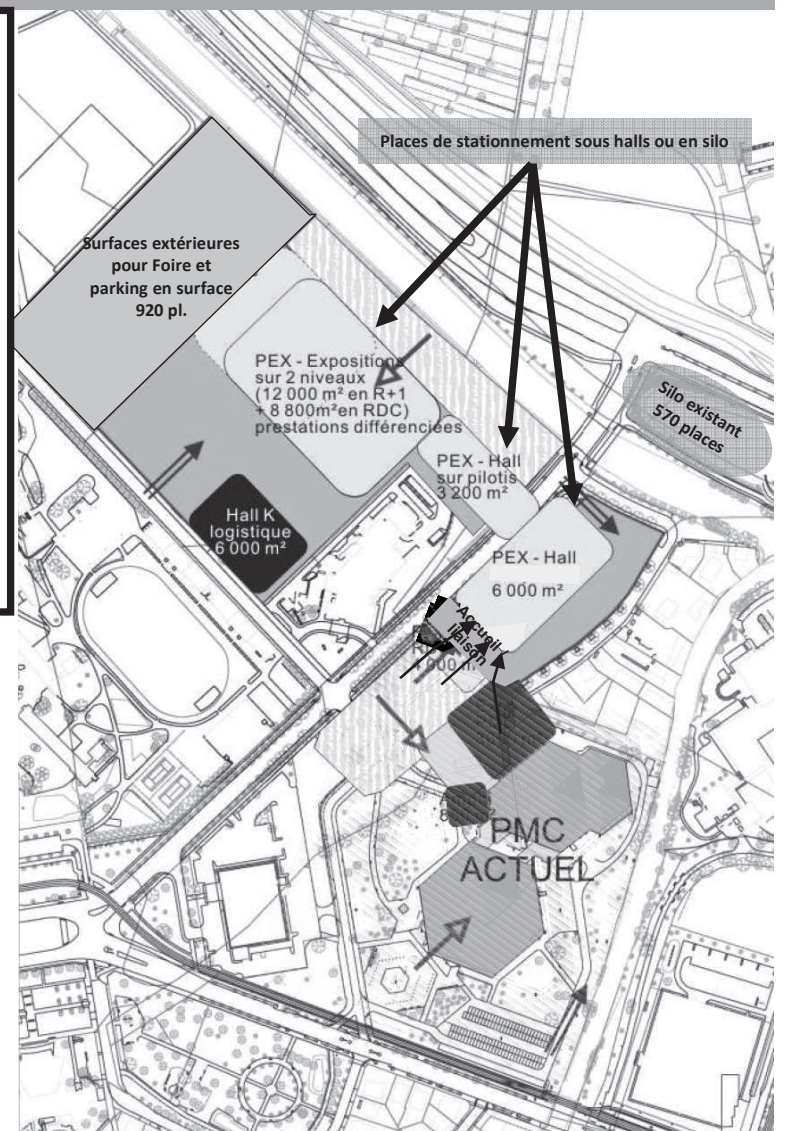 Places de stationnement sous halls ou en silo
Surfaces extérieures
pour Foire et
parking en surface
920 pl.
PEX - Expositions
sur 2 niveaux
(12 000 m² en R+1
+ 8 800m²en RDC)
prestations différenciées
Silo existant
570 places
PEX - Hall
sur pilotis
3 200 m²
Hall K
logistique
6 000 m²
PEX - Hall
6 000 m²
Accueil
liaison
000 m²
PMC
ACTUEL